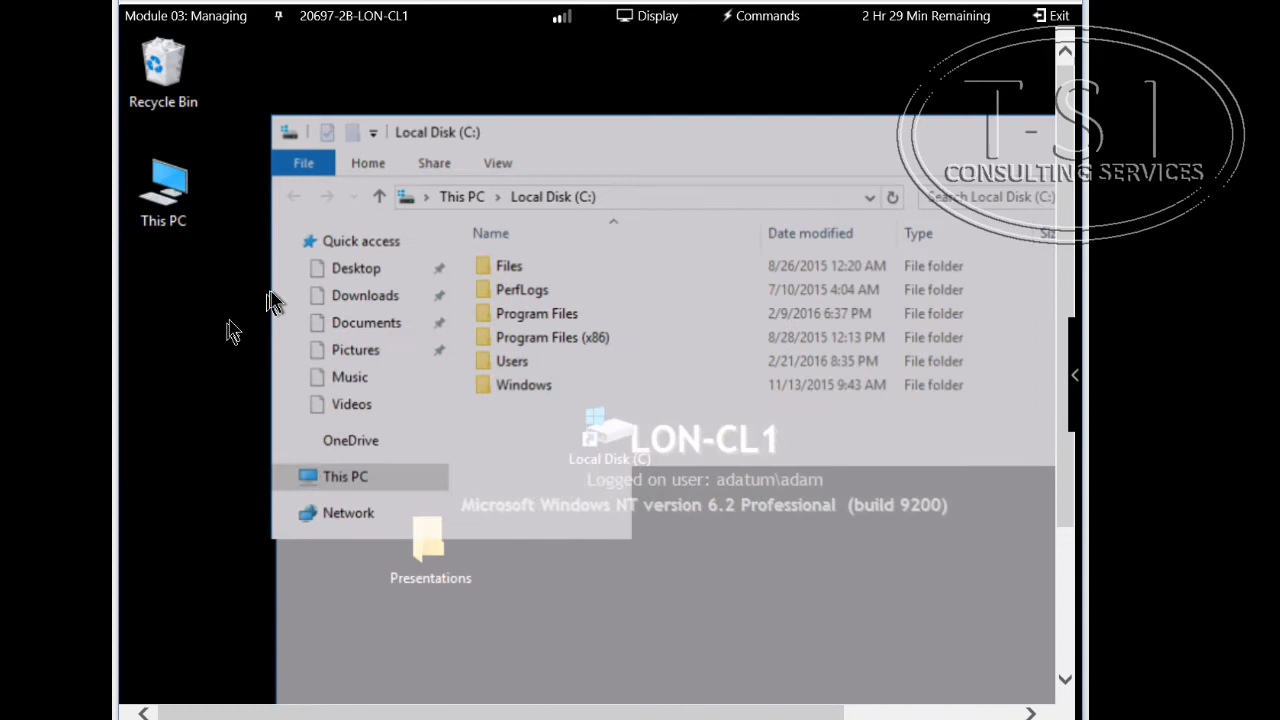 Module 03: Managing 20697-2B-LON-CL1 Display Commands 2 Hr 29 Min Remaining Exit
Recycle Bin
This PC
T S I
CONSULTING SERVICES
Local Disk (C:)
File Home Share View
This PC Local Disk (C:) Search Local Disk (C:)
Name Date modified Type
Quick access
Desktop
Downloads
Documents
Pictures
Music
Videos
OneDrive
This PC
Network
Files 8/26/2015 12:20 AM File folder
PerfLogs 7/10/2015 4:04 AM File folder
Program Files 2/9/2016 6:37 PM File folder
Program Files (x86) 8/28/2015 12:13 PM File folder
Users 2/21/2016 8:35 PM File folder
Windows 11/13/2015 9:43 AM File folder
LON-CL1
Local Disk (C)
Logged on user: adatum\adam
Microsoft Windows NT version 6.2 Professional (build 9200)
Presentations